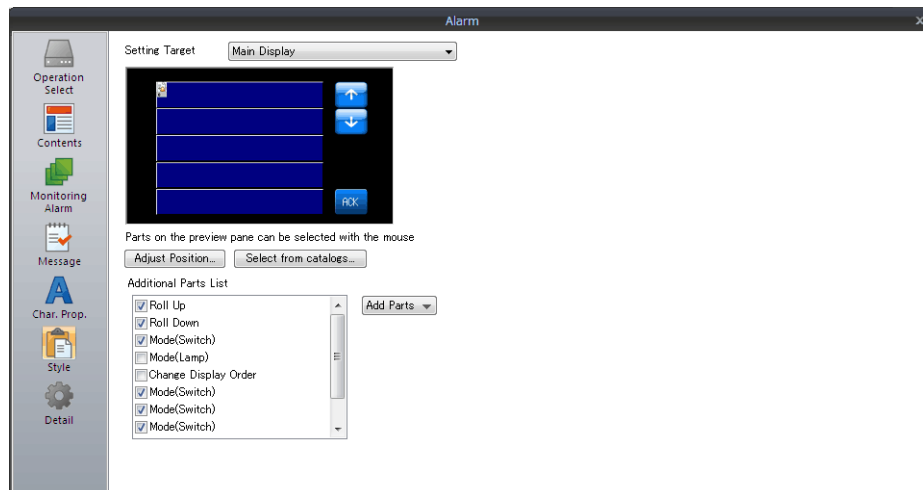 Alarm
Operation
Select
Contents
Monitoring
Alarm
Message
Char. Prop.
Style
Detail
Setting Target
Main Display
ACK
Parts on the preview pane can be selected with the mouse
Adjust Position...
Select from catalogs...
Additional Parts List
Roll Up
Roll Down
Mode(Switch)
Mode(Lamp)
Change Display Order
Mode(Switch)
Mode(Switch)
Mode(Switch)
Add Parts